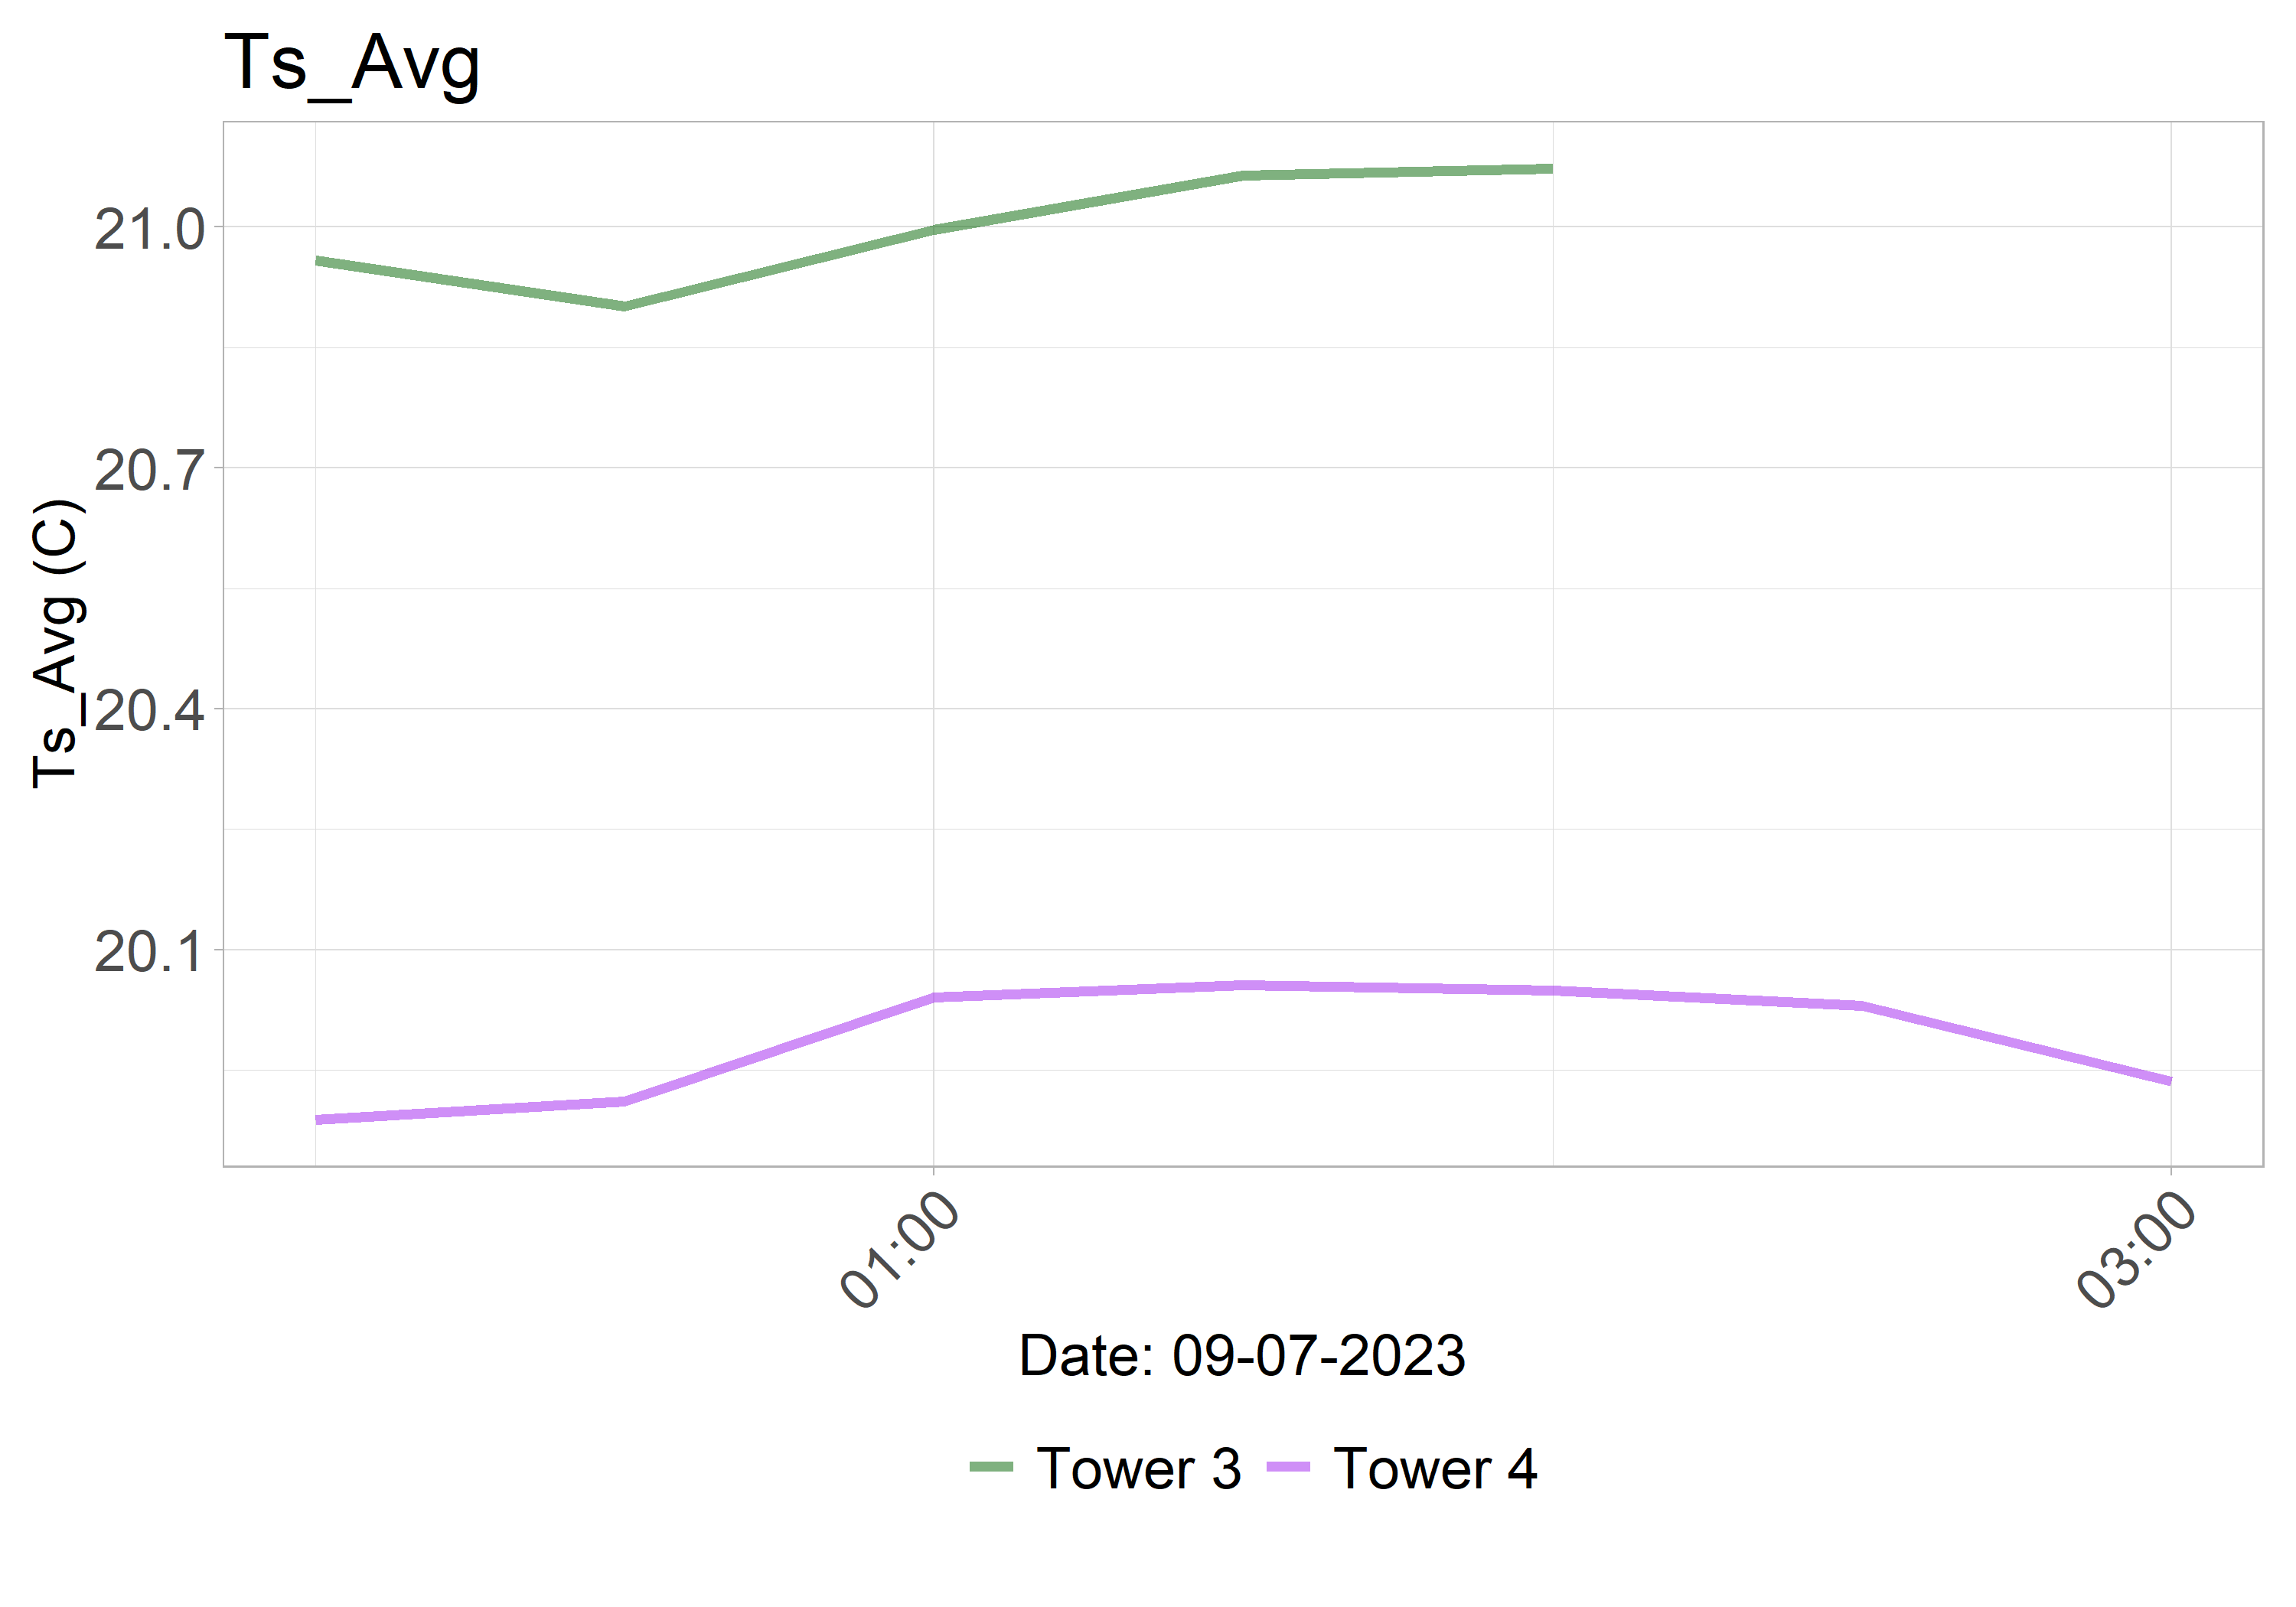 Ts_Avg
Ts_Avg (C)
21.0
20.7
20.4
20.1
01:00
03:00
Date: 09-07-2023
Tower 3
Tower 4